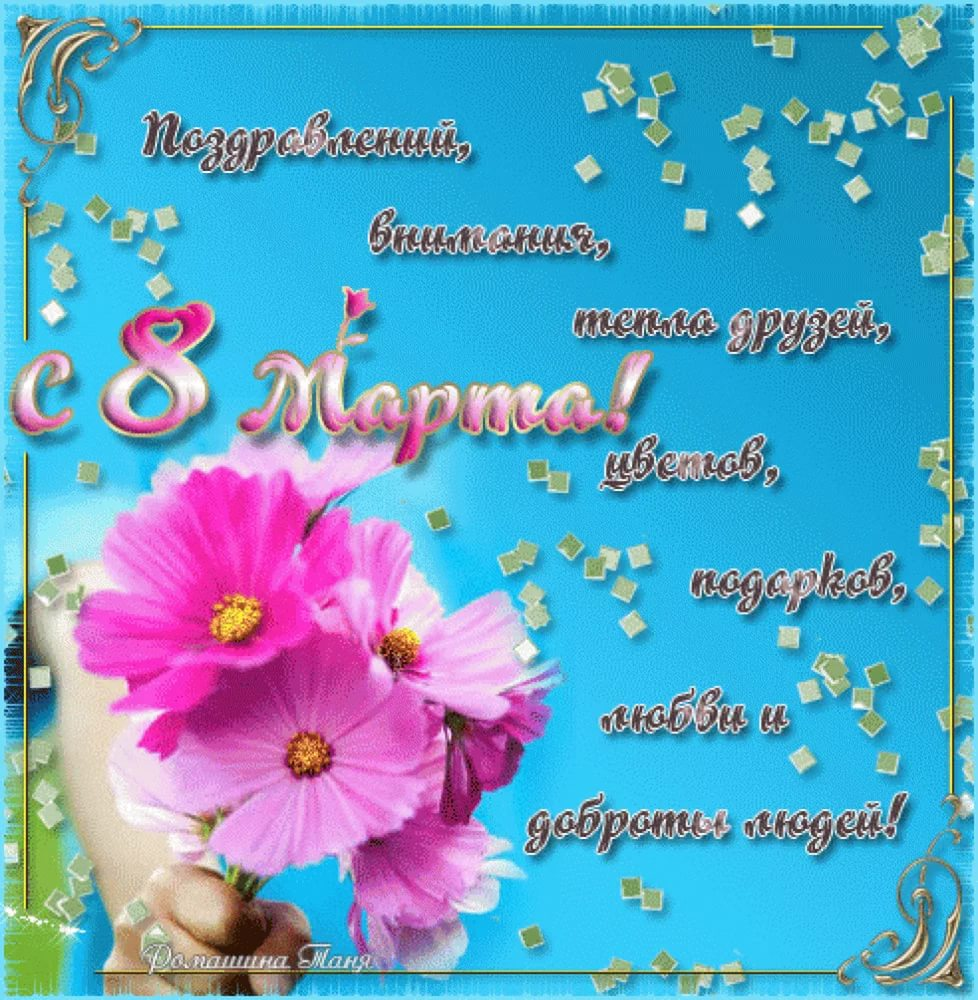 Поздравлений,
внимания,
тепла друзей,
с 8 Марта!
цветов,
подарков,
любви и
доброты людей!
Ромашина Таня